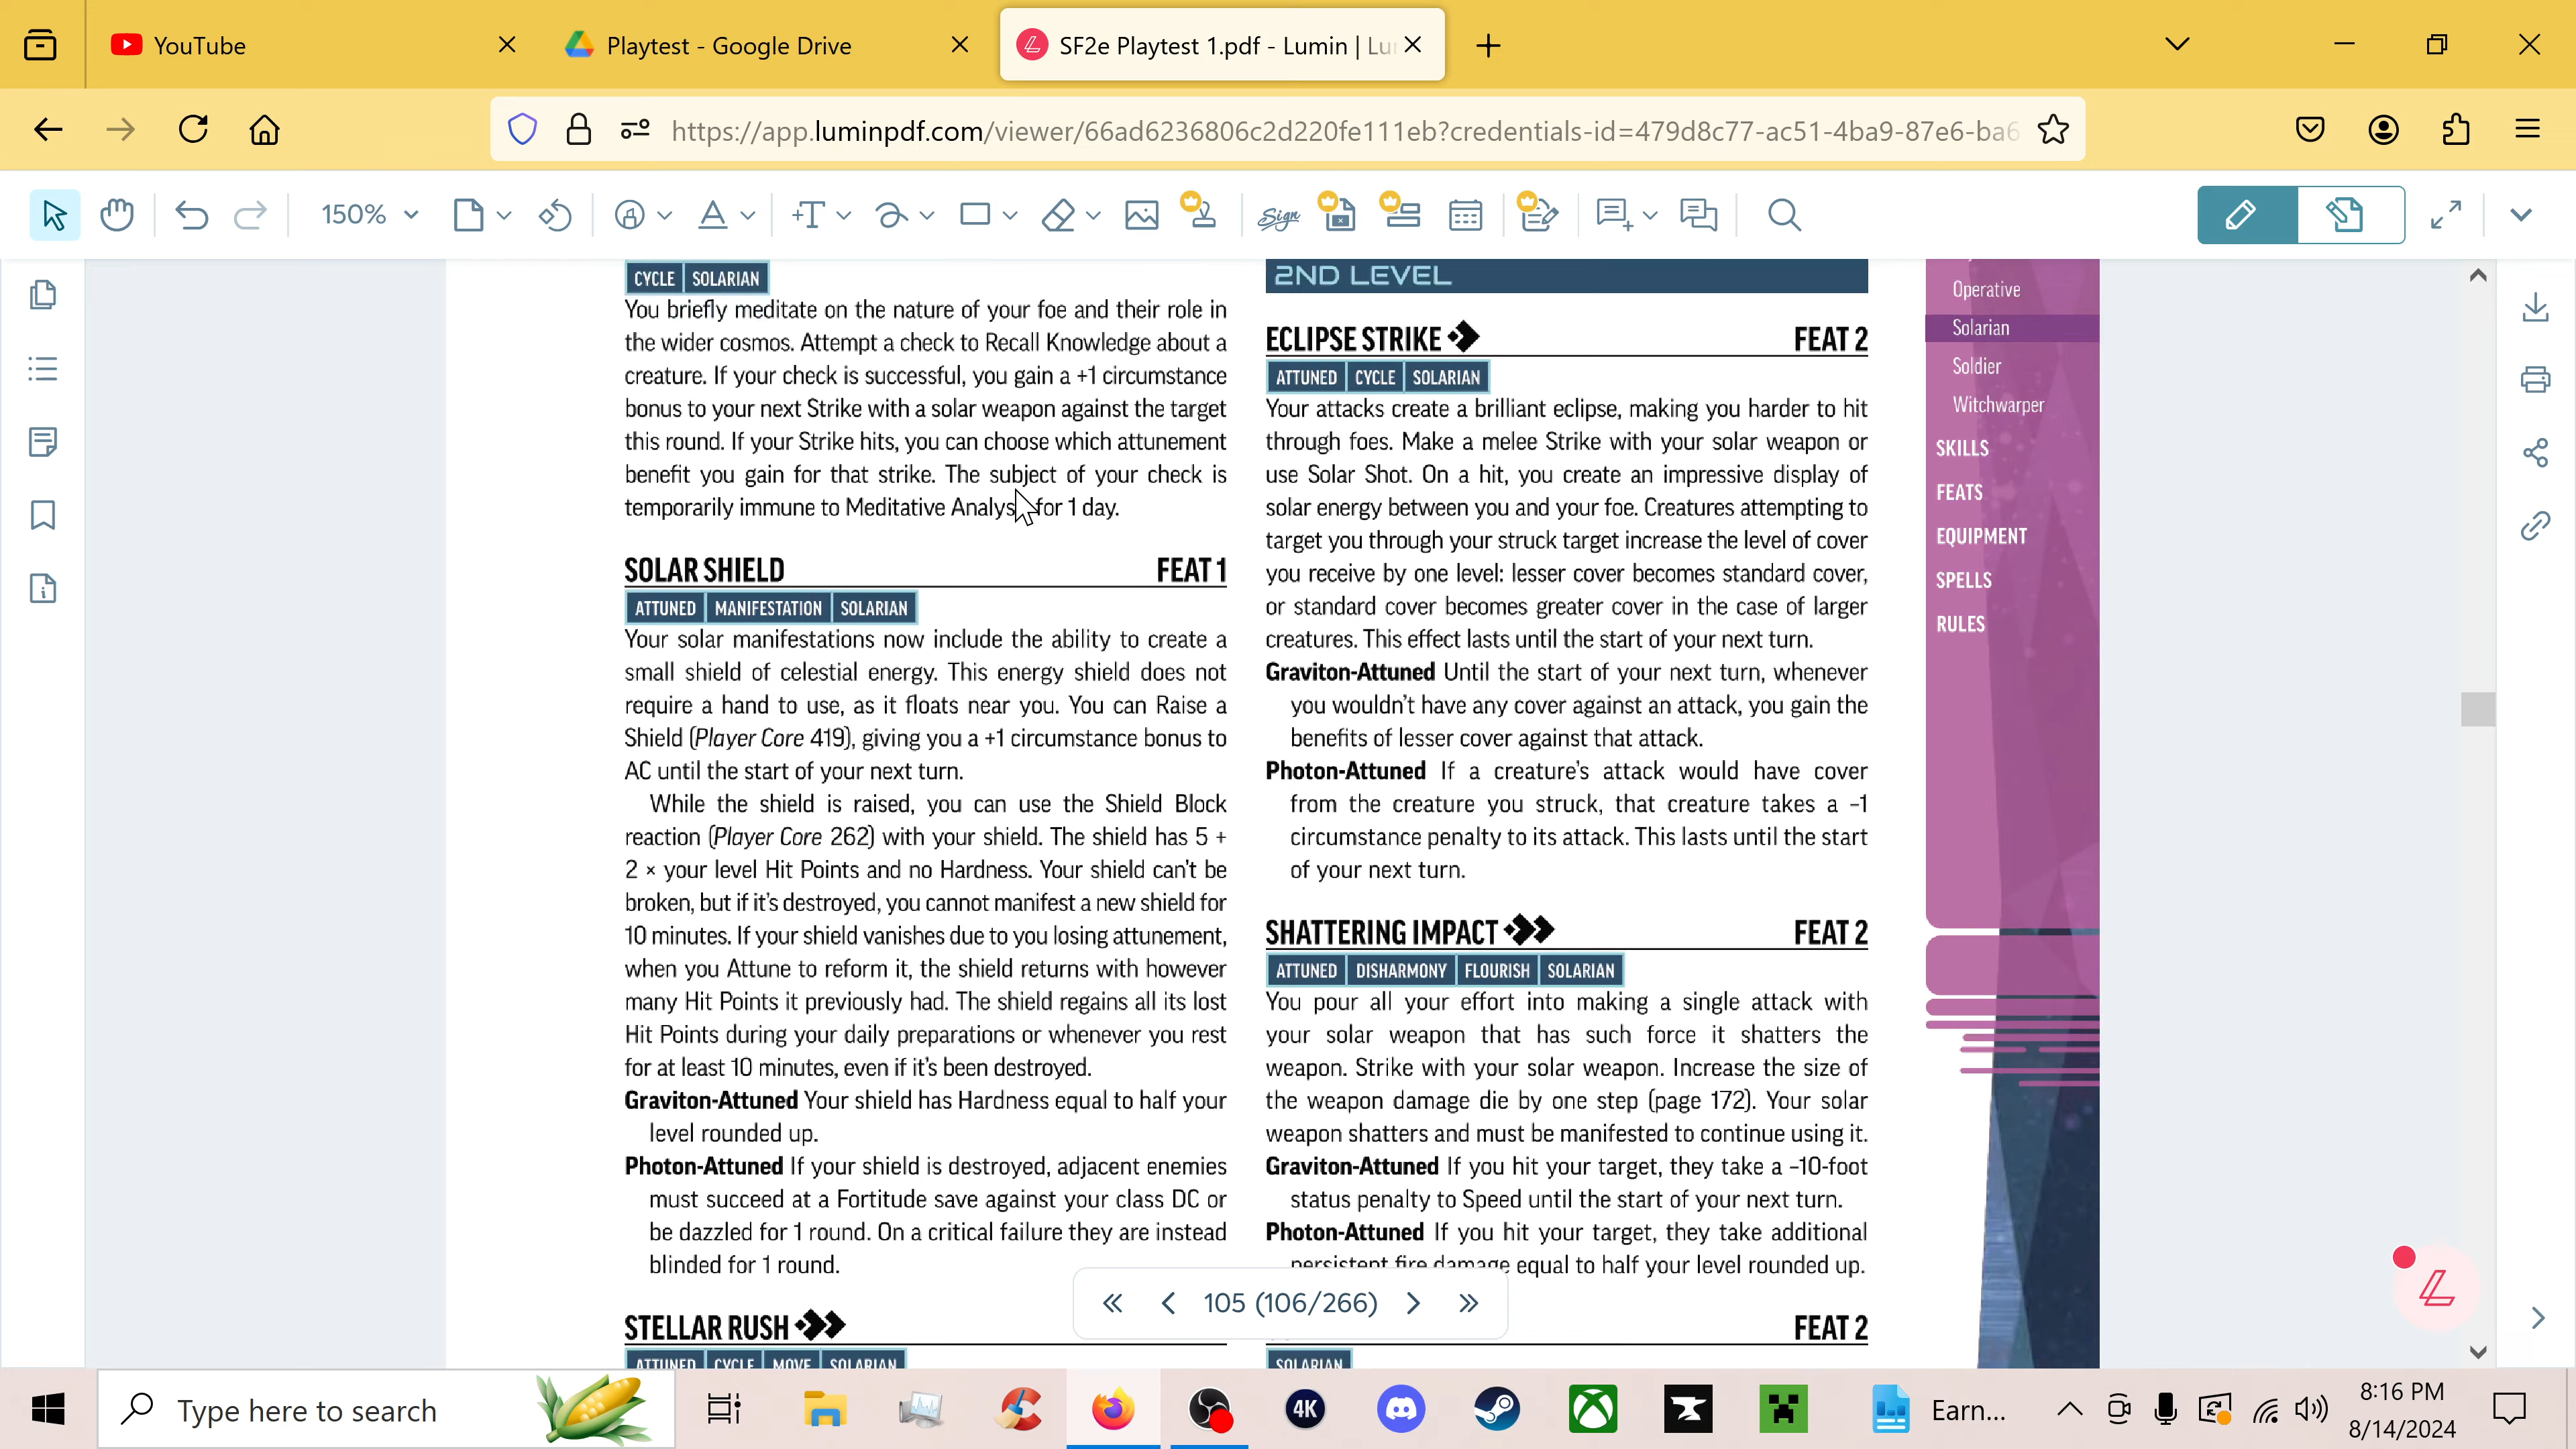 YouTube
Playtest - Google Drive
SF2e Playtest 1.pdf - Lumin | Lu
https://app.luminpdf.com/viewer/66ad6236806c2d220fe111eb?credentials-id=479d8c77-ac51-4ba9-87e6-ba6
150%
Sign
CYCLE SOLARIAN
You briefly meditate on the nature of your foe and their role in
the wider cosmos. Attempt a check to Recall Knowledge about a
creature. If your check is successful, you gain a +1 circumstance
bonus to your next Strike with a solar weapon against the target
this round. If your Strike hits, you can choose which attunement
benefit you gain for that strike. The subject of your check is
temporarily immune to Meditative Analys for 1 day.
SOLAR SHIELD FEAT 1
ATTUNED MANIFESTATION SOLARIAN
Your solar manifestations now include the ability to create a
small shield of celestial energy. This energy shield does not
require a hand to use, as it floats near you. You can Raise a
Shield (Player Core 419), giving you a +1 circumstance bonus to
AC until the start of your next turn.
While the shield is raised, you can use the Shield Block
reaction (Player Core 262) with your shield. The shield has 5 +
2 × your level Hit Points and no Hardness. Your shield can't be
broken, but if it's destroyed, you cannot manifest a new shield for
10 minutes. If your shield vanishes due to you losing attunement,
when you Attune to reform it, the shield returns with however
many Hit Points it previously had. The shield regains all its lost
Hit Points during your daily preparations or whenever you rest
for at least 10 minutes, even if it's been destroyed.
Graviton-Attuned Your shield has Hardness equal to half your
level rounded up.
Photon-Attuned If your shield is destroyed, adjacent enemies
must succeed at a Fortitude save against your class DC or
be dazzled for 1 round. On a critical failure they are instead
blinded for 1 round.
STELLAR RUSH
ATTUNED CYCLE MOVE SOLARIAN
2ND LEVEL
ECLIPSE STRIKE FEAT 2
ATTUNED CYCLE SOLARIAN
Your attacks create a brilliant eclipse, making you harder to hit
through foes. Make a melee Strike with your solar weapon or
use Solar Shot. On a hit, you create an impressive display of
solar energy between you and your foe. Creatures attempting to
target you through your struck target increase the level of cover
you receive by one level: lesser cover becomes standard cover,
or standard cover becomes greater cover in the case of larger
creatures. This effect lasts until the start of your next turn.
Graviton-Attuned Until the start of your next turn, whenever
you wouldn't have any cover against an attack, you gain the
benefits of lesser cover against that attack.
Photon-Attuned If a creature's attack would have cover
from the creature you struck, that creature takes a –1
circumstance penalty to its attack. This lasts until the start
of your next turn.
SHATTERING IMPACT FEAT 2
ATTUNED DISHARMONY FLOURISH SOLARIAN
You pour all your effort into making a single attack with
your solar weapon that has such force it shatters the
weapon. Strike with your solar weapon. Increase the size of
the weapon damage die by one step (page 172). Your solar
weapon shatters and must be manifested to continue using it.
Graviton-Attuned If you hit your target, they take a –10-foot
status penalty to Speed until the start of your next turn.
Photon-Attuned If you hit your target, they take additional
persistent fire damage equal to half your level rounded up.
FEAT 2
SOLARIAN
Operative
Solarian
Soldier
Witchwarper
SKILLS
FEATS
EQUIPMENT
SPELLS
RULES
105 (106/266)
Type here to search
4K
Earn...
8:16 PM
8/14/2024